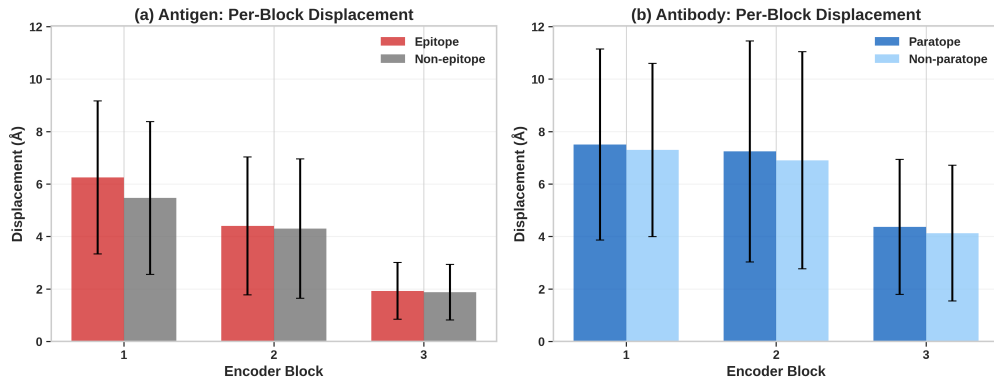 (a) Antigen: Per-Block Displacement
12
10
8
6
4
2
0
Displacement (Å)
Epitope
Non-epitope
1 2 3
Encoder Block
(b) Antibody: Per-Block Displacement
12
10
8
6
4
2
0
Displacement (Å)
Paratope
Non-paratope
1 2 3
Encoder Block